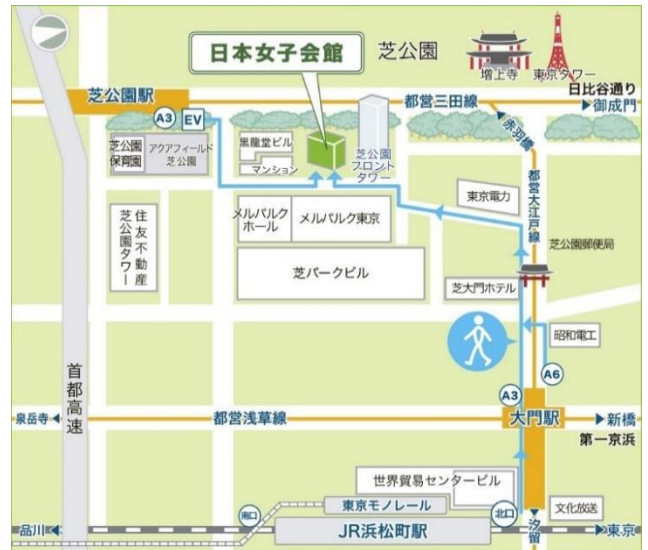 日本女子会館
芝公園
増上寺
東京タワー
日比谷通り
芝公園駅
都営三田線
▶御成門
A3
EV
赤羽橋
芝公園
保育園
アクアフィールド
芝公園
黒龍堂ビル
マンション
芝公園
フロント
タワー
東京電力
都営大江戸線
住友不動産
芝公園タワー
メルパルク
ホール
メルパルク東京
芝公園郵便局
芝パークビル
芝大門ホテル
昭和電工
首都高速
A6
A3
泉岳寺
都営浅草線
大門駅
▶新橋
第一京浜
世界貿易センタービル
南口
東京モノレール
北口
文化放送
品川
JR浜松町駅
汐留
▶東京